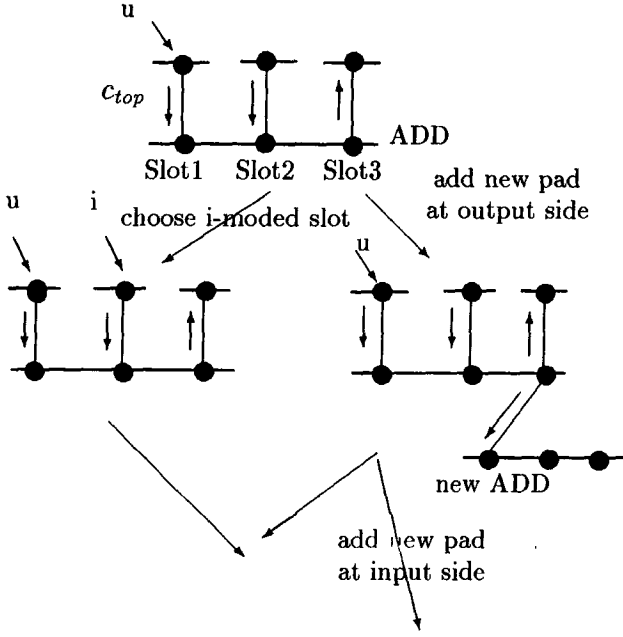 u
c_top
ADD
Slot1 Slot2 Slot3
add new pad
at output side
u i
choose i-moded slot
u
new ADD
add new pad
at input side